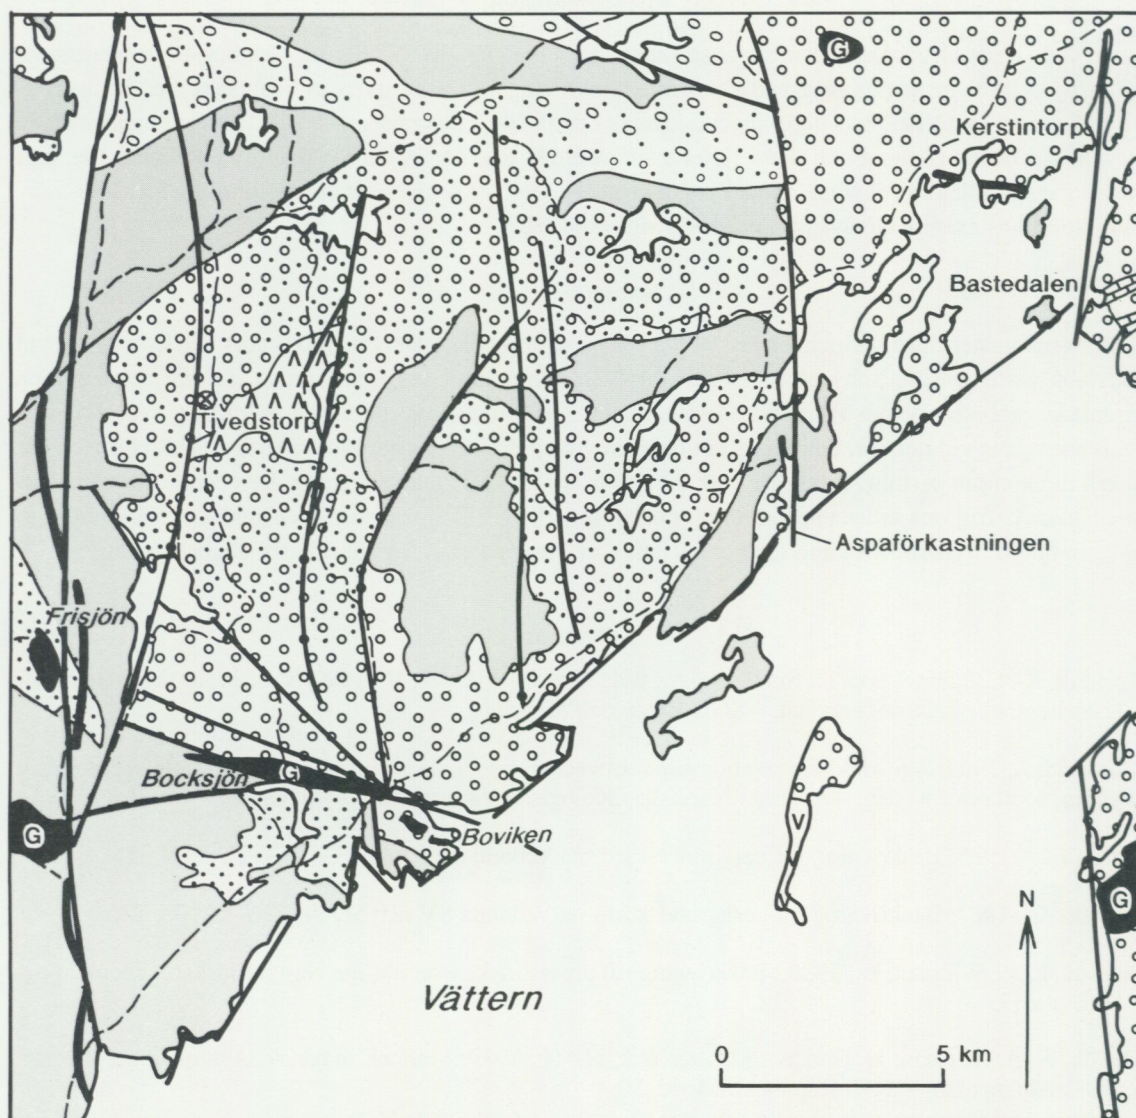 G
Kerstintorp
Bastedalen
Tivedstorp
Aspaförkastningen
Frisjön
G
Bocksjön
G
Boviken
G
N
Vättern
0 5 km